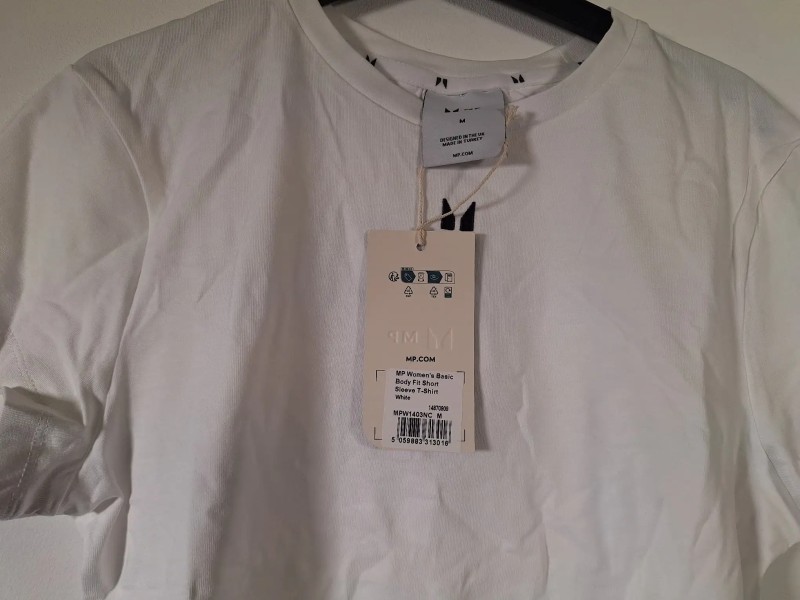 M
DESIGNED IN THE UK
MADE IN TURKEY
MP.COM
MP.COM
MP Women's Basic
Body Fit Short
Sleeve T-Shirt
White
14870909
MPW1403NC M
5 059883 313016